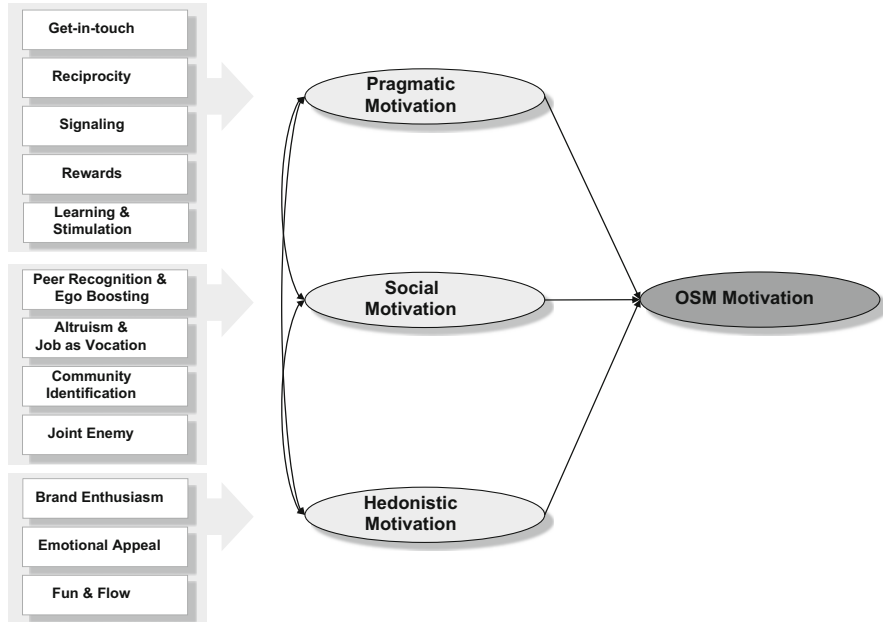 Get-in-touch
Reciprocity
Signaling
Rewards
Learning &
Stimulation
Peer Recognition &
Ego Boosting
Altruism &
Job as Vocation
Community
Identification
Joint Enemy
Brand Enthusiasm
Emotional Appeal
Fun & Flow
Pragmatic
Motivation
Social
Motivation
Hedonistic
Motivation
OSM Motivation